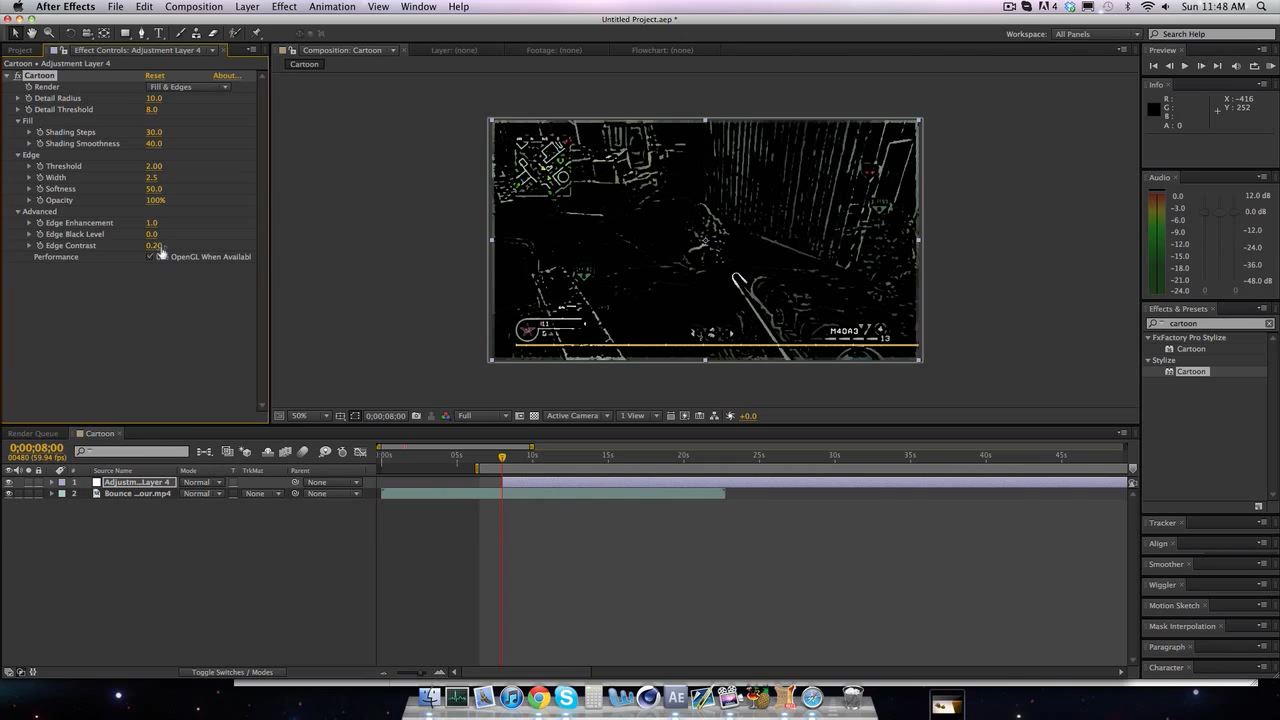 After Effects File Edit Composition Layer Effect Animation View Window Help 4 Sun 11:48 AM
Untitled Project.aep *
Workspace: All Panels Search Help
Project Effect Controls: Adjustment Layer 4 Composition: Cartoon Layer: (none) Footage: (none) Flowchart: (none) Preview
Cartoon • Adjustment Layer 4 Cartoon
fx Cartoon Reset About...
Render Fill & Edges
Detail Radius 10.0
Detail Threshold 8.0
Fill
Shading Steps 30.0
Shading Smoothness 40.0
Edge
Threshold 2.00
Width 2.5
Softness 50.0
Opacity 100%
Advanced
Edge Enhancement 1.0
Edge Black Level 0.0
Edge Contrast 0.20
Performance OpenGL When Availabl
11
M40A3
13
50% 0;00;08;00 Full Active Camera 1 View +0.0
Info
R: X: -416
G: Y: 252
B:
A: 0
Audio
0.0 12.0 dB
-3.0
-6.0 0.0 dB
-9.0
-12.0 -12.0
-15.0 -24.0
-18.0
-21.0 -36.0
-24.0 -48.0 dB
Effects & Presets
cartoon
FxFactory Pro Stylize
Cartoon
Stylize
Cartoon
Render Queue Cartoon
0;00;08;00
00480 (59.94 fps)
:00s 05s 10s 15s 20s 25s 30s 35s 40s 45s
# Source Name Mode T TrkMat Parent
1 Adjustm...Layer 4 Normal None
2 Bounce ...our.mp4 Normal None None
Toggle Switches / Modes
Tracker
Align
Smoother
Wiggler
Motion Sketch
Mask Interpolation
Paragraph
Character
AE